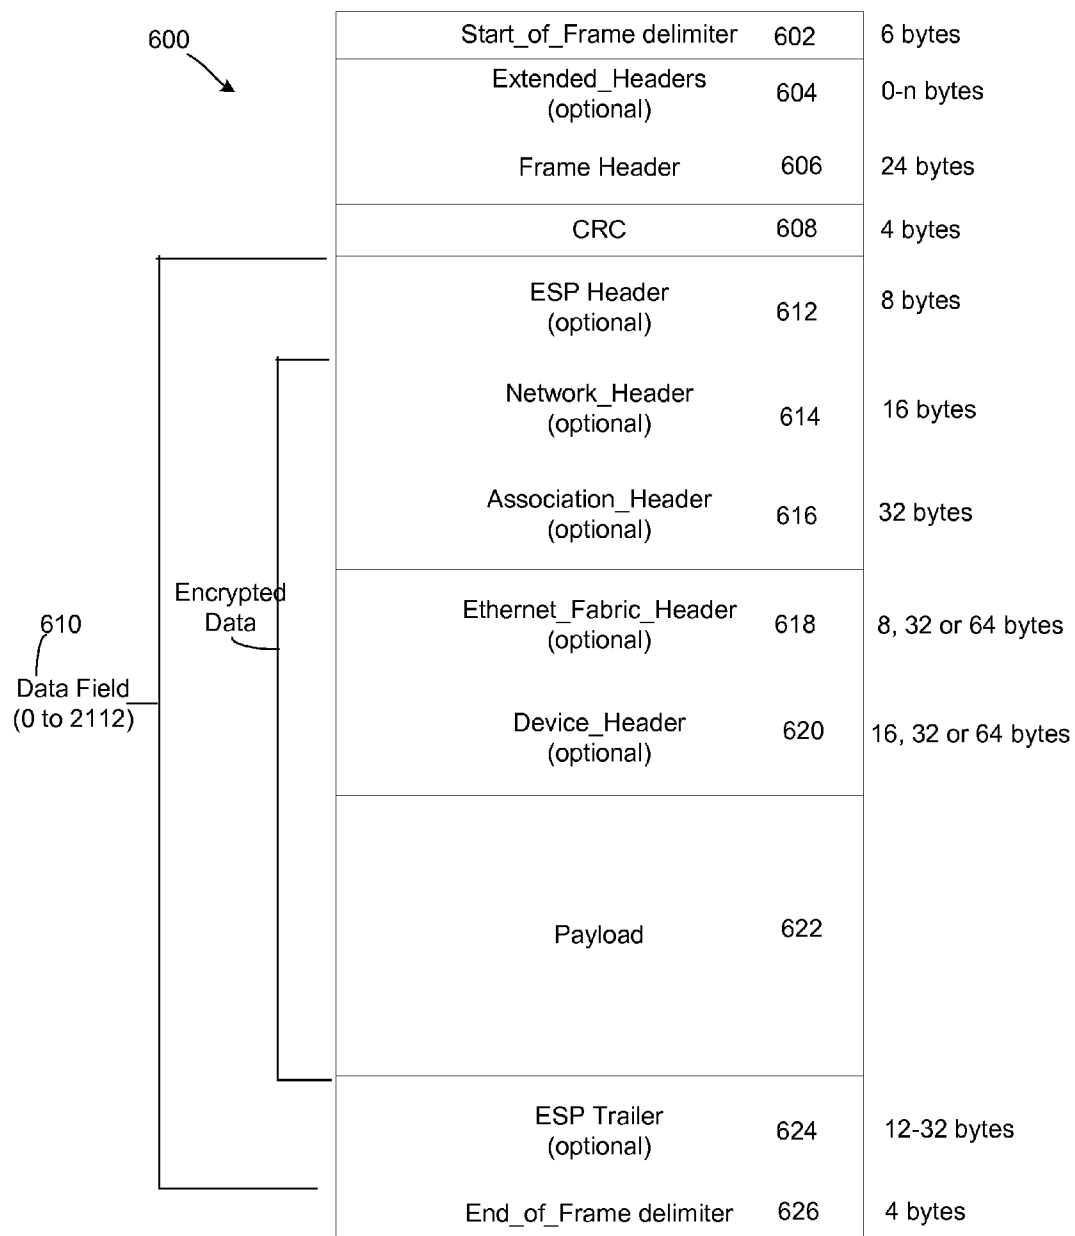 600
Start_of_Frame delimiter 602 6 bytes
Extended_Headers
(optional) 604 0-n bytes
Frame Header 606 24 bytes
CRC 608 4 bytes
ESP Header
(optional) 612 8 bytes
Network_Header
(optional) 614 16 bytes
Association_Header
(optional) 616 32 bytes
Encrypted
Data
Ethernet_Fabric_Header
(optional) 618 8, 32 or 64 bytes
610
Data Field
(0 to 2112)
Device_Header
(optional) 620 16, 32 or 64 bytes
Payload 622
ESP Trailer
(optional) 624 12-32 bytes
End_of_Frame delimiter 626 4 bytes